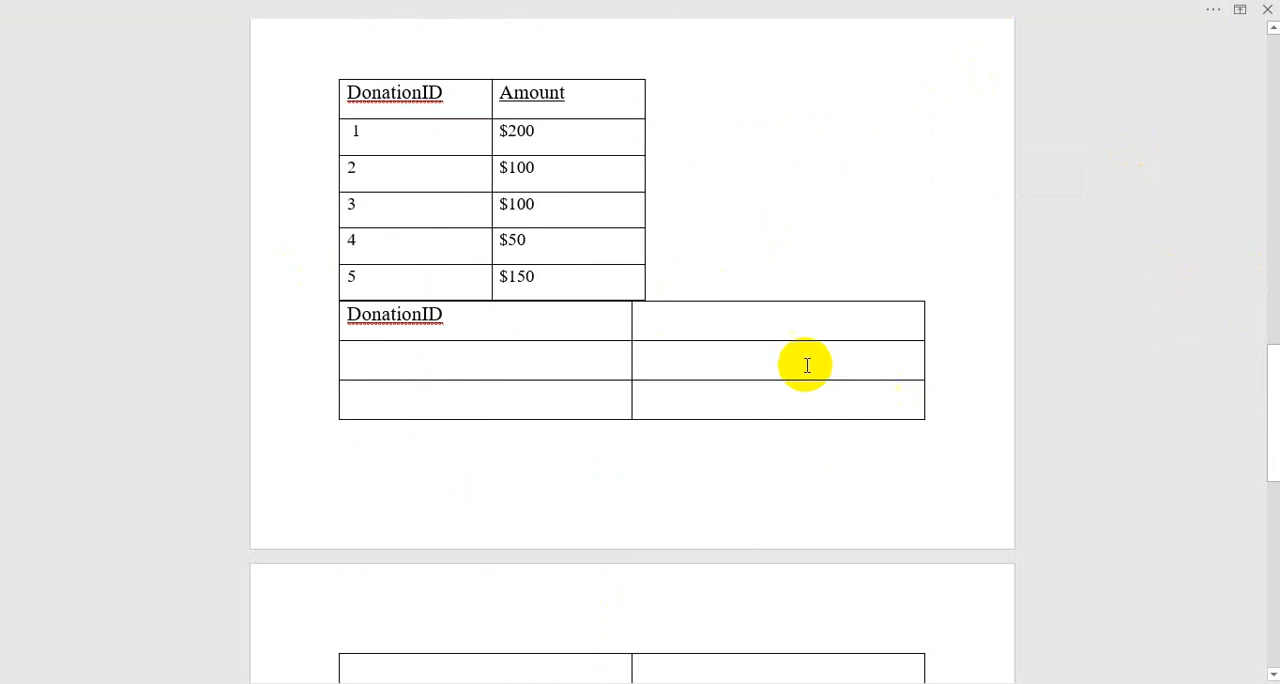 DonationID Amount
1 $200
2 $100
3 $100
4 $50
5 $150
DonationID